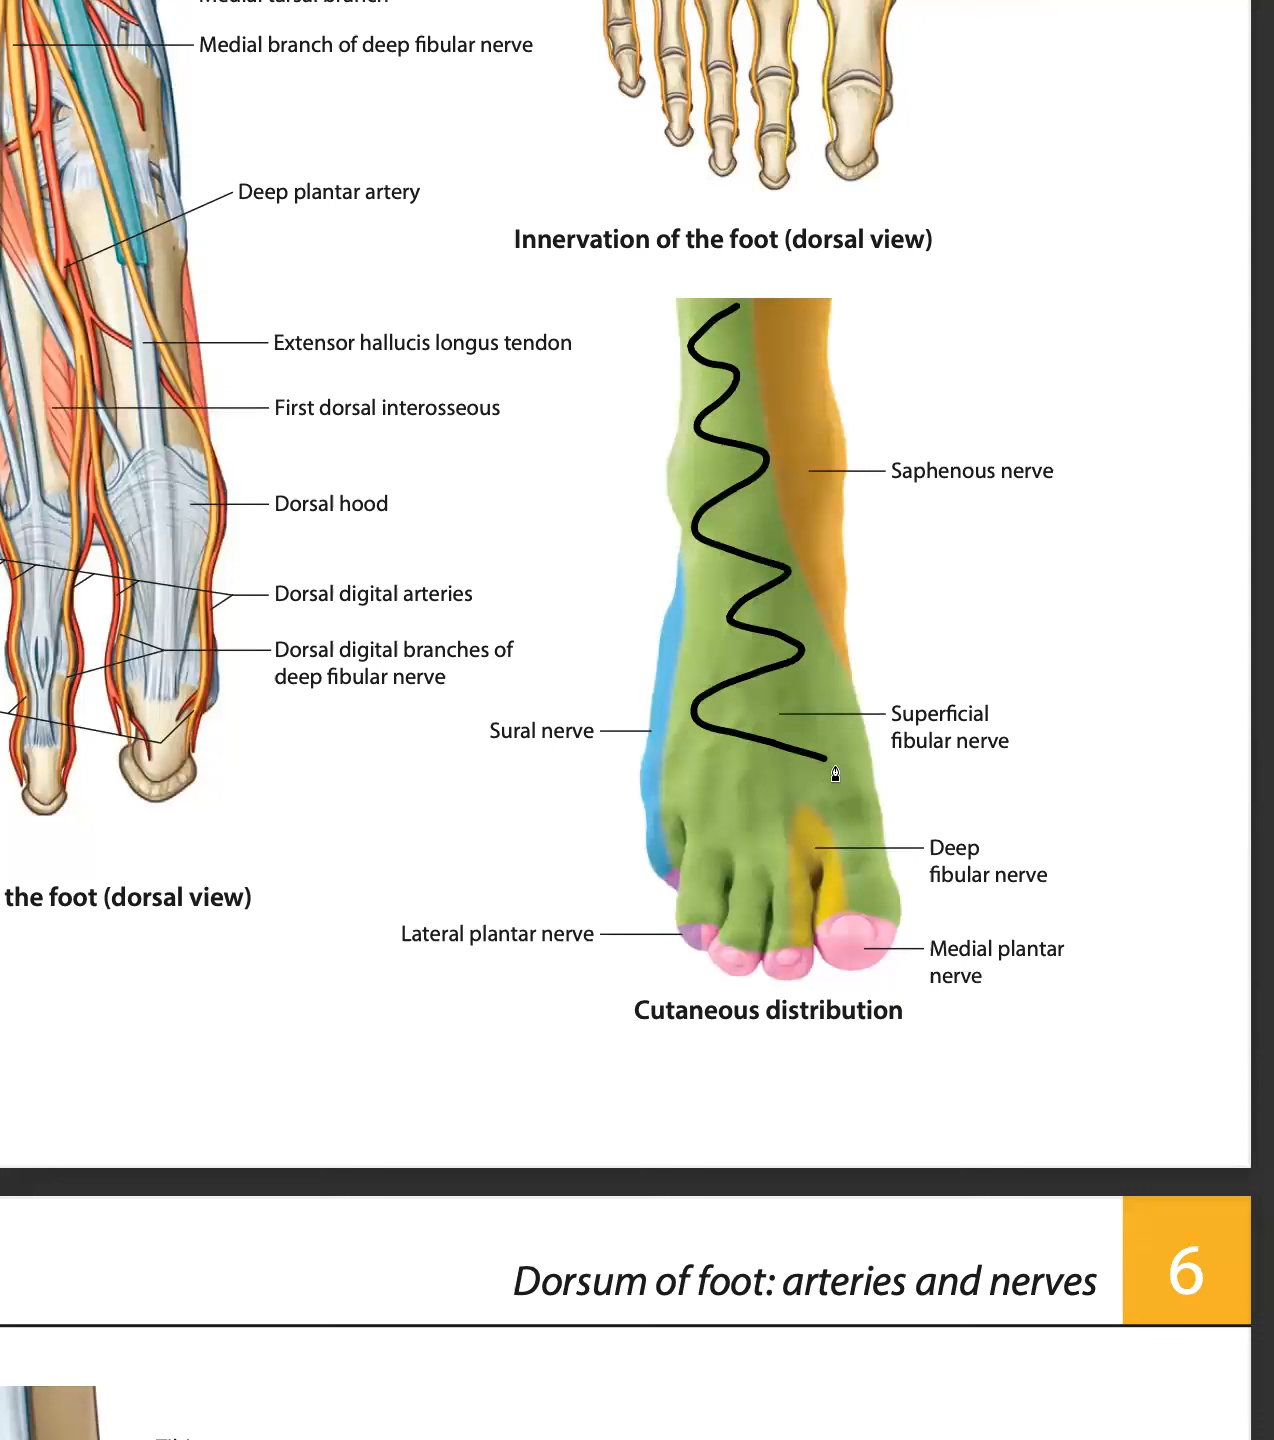 Medial tarsal branch
Medial branch of deep fibular nerve
Deep plantar artery
Innervation of the foot (dorsal view)
Extensor hallucis longus tendon
First dorsal interosseous
Saphenous nerve
Dorsal hood
Dorsal digital arteries
Dorsal digital branches of
deep fibular nerve
Superficial
fibular nerve
Sural nerve
Deep
fibular nerve
the foot (dorsal view)
Lateral plantar nerve
Medial plantar
nerve
Cutaneous distribution
Dorsum of foot: arteries and nerves
6